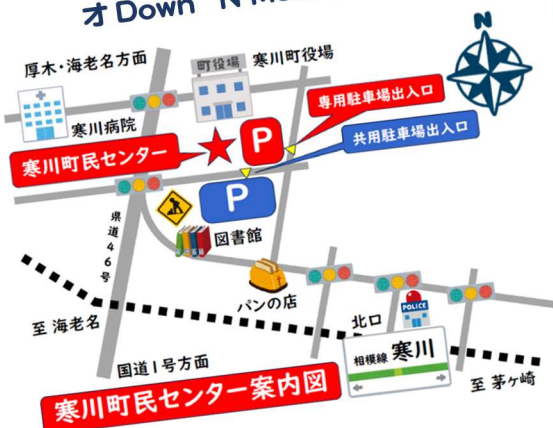 オDown
N
厚木・海老名方面
町役場
寒川町役場
寒川病院
専用駐車場出入口
共用駐車場出入口
寒川町民センター
P
P
県道46号
図書館
パンの店
至 海老名
北口
POLICE
相模線 寒川
国道1号方面
至 茅ヶ崎
寒川町民センター案内図